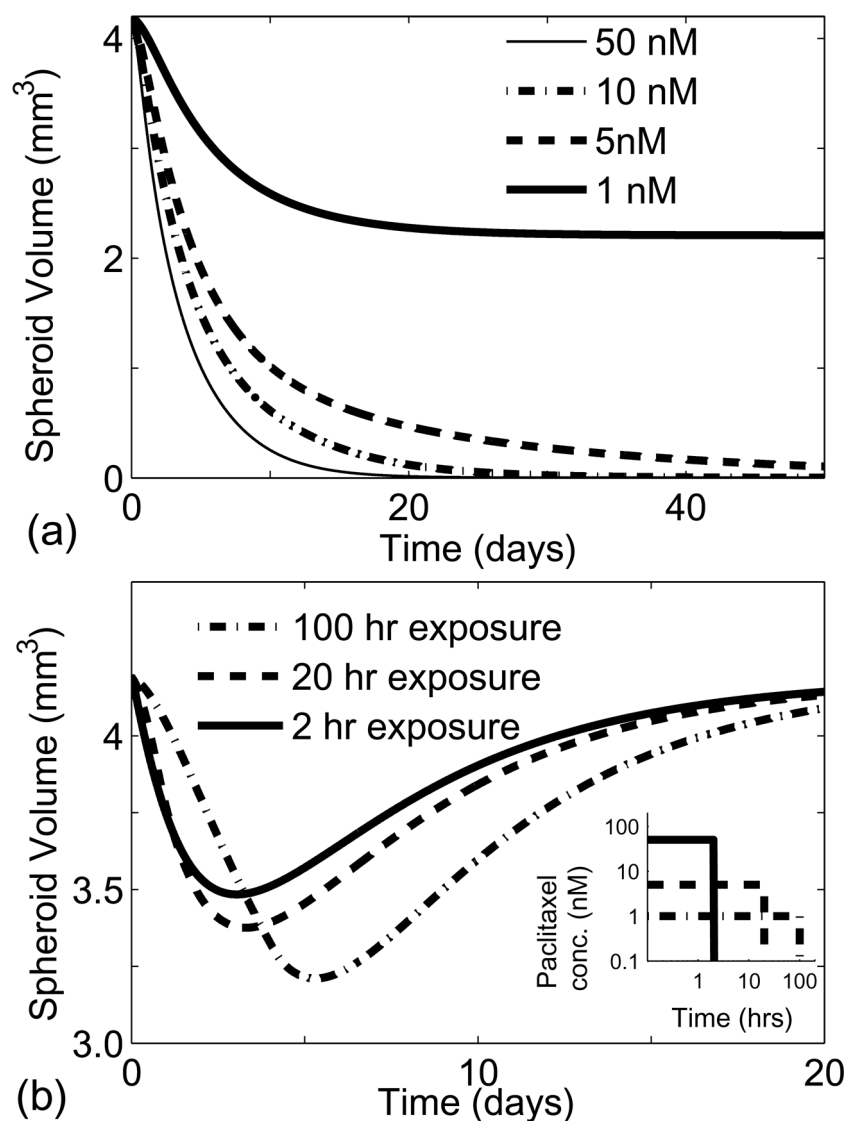 4
2
0
Spheroid Volume (mm³)
50 nM
10 nM
5nM
1 nM
0
20
40
Time (days)
(a)
4
3.5
3.0
Spheroid Volume (mm³)
100 hr exposure
20 hr exposure
2 hr exposure
100
10
1
0.1
Paclitaxel
conc. (nM)
1
10
100
Time (hrs)
0
10
20
Time (days)
(b)